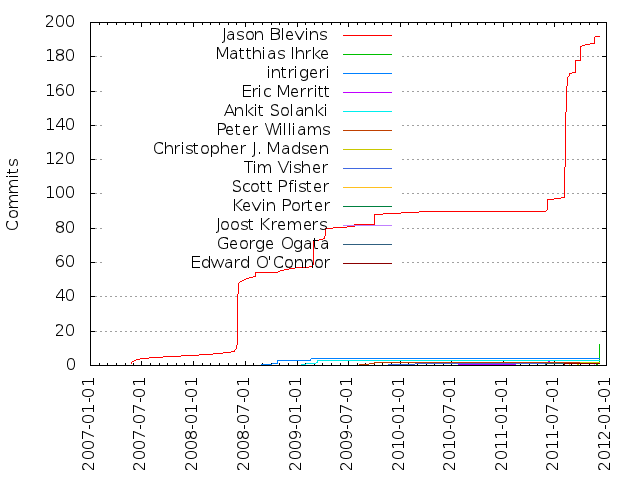 200
180
160
140
120
100
80
60
40
20
0
Commits
Jason Blevins
Matthias Ihrke
intrigeri
Eric Merritt
Ankit Solanki
Peter Williams
Christopher J. Madsen
Tim Visher
Scott Pfister
Kevin Porter
Joost Kremers
George Ogata
Edward O'Connor
2007-01-01
2007-07-01
2008-01-01
2008-07-01
2009-01-01
2009-07-01
2010-01-01
2010-07-01
2011-01-01
2011-07-01
2012-01-01